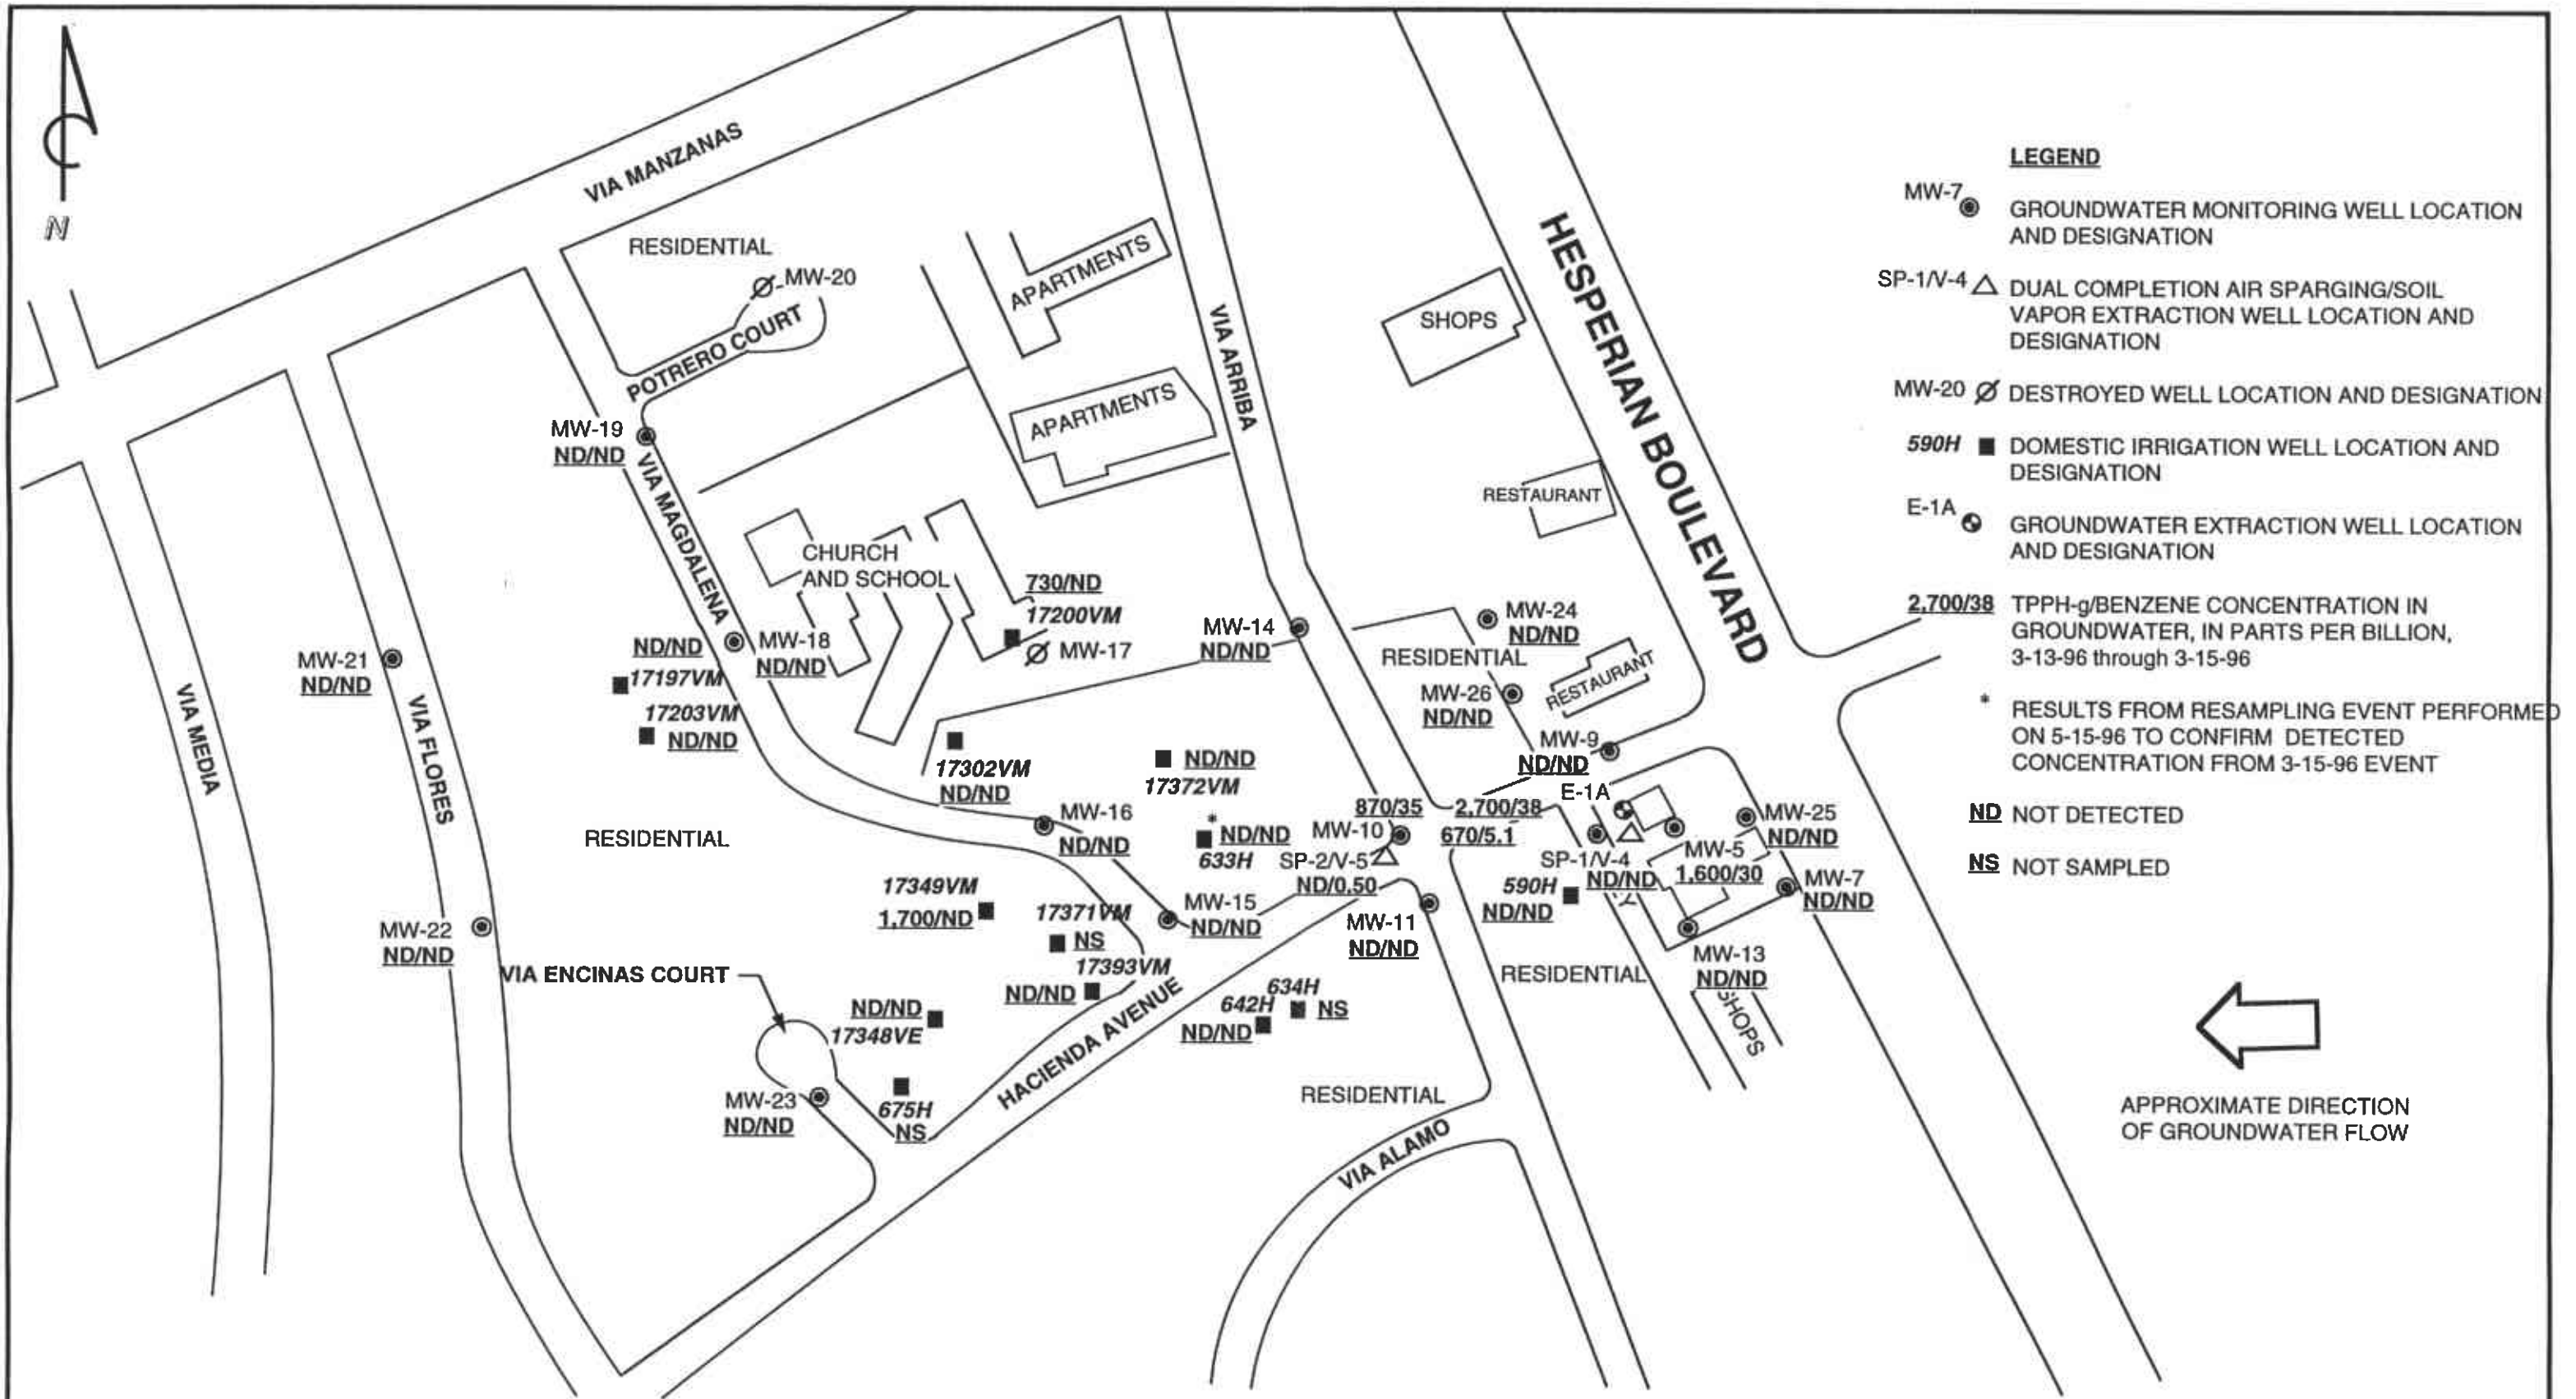 N
VIA MANZANAS
RESIDENTIAL
MW-20
POTRERO COURT
APARTMENTS
APARTMENTS
VIA ARRIBA
SHOPS
HESPERIAN BOULEVARD
RESTAURANT
MW-19
ND/ND
VIA MAGDALENA
CHURCH
AND SCHOOL
730/ND
17200VM
MW-17
MW-18
ND/ND
ND/ND
17197VM
17203VM
ND/ND
MW-21
ND/ND
VIA MEDIA
VIA FLORES
MW-14
ND/ND
MW-24
ND/ND
RESIDENTIAL
RESTAURANT
MW-26
ND/ND
MW-9
ND/ND
E-1A
17302VM
ND/ND
ND/ND
17372VM
MW-16
ND/ND
*
ND/ND
633H
870/35
MW-10
SP-2/V-5
ND/0.50
2,700/38
670/5.1
SP-1/V-4
ND/ND
MW-5
1,600/30
MW-25
ND/ND
MW-7
ND/ND
590H
ND/ND
MW-13
ND/ND
SHOPS
RESIDENTIAL
RESIDENTIAL
17349VM
1,700/ND
17371VM
NS
17393VM
ND/ND
MW-15
ND/ND
MW-11
ND/ND
MW-22
ND/ND
VIA ENCINAS COURT
ND/ND
17348VE
634H
NS
642H
ND/ND
HACIENDA AVENUE
MW-23
ND/ND
675H
NS
RESIDENTIAL
VIA ALAMO
LEGEND
MW-7 GROUNDWATER MONITORING WELL LOCATION
AND DESIGNATION
SP-1/V-4 DUAL COMPLETION AIR SPARGING/SOIL
VAPOR EXTRACTION WELL LOCATION AND
DESIGNATION
MW-20 DESTROYED WELL LOCATION AND DESIGNATION
590H DOMESTIC IRRIGATION WELL LOCATION AND
DESIGNATION
E-1A GROUNDWATER EXTRACTION WELL LOCATION
AND DESIGNATION
2,700/38 TPPH-g/BENZENE CONCENTRATION IN
GROUNDWATER, IN PARTS PER BILLION,
3-13-96 through 3-15-96
* RESULTS FROM RESAMPLING EVENT PERFORMED
ON 5-15-96 TO CONFIRM DETECTED
CONCENTRATION FROM 3-15-96 EVENT
ND NOT DETECTED
NS NOT SAMPLED
APPROXIMATE DIRECTION
OF GROUNDWATER FLOW